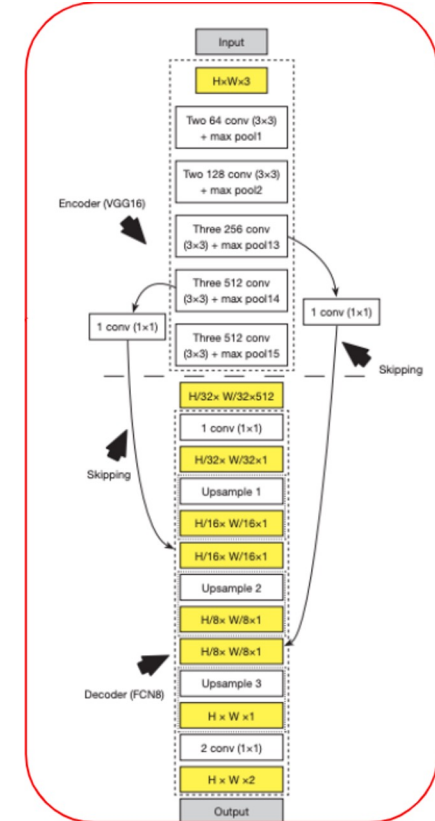 Input
H×W×3
Two 64 conv (3×3)
+ max pool1
Two 128 conv (3×3)
+ max pool2
Encoder (VGG16)
Three 256 conv
(3×3) + max pool13
Three 512 conv
(3×3) + max pool14
1 conv (1×1)
1 conv (1×1)
Three 512 conv
(3×3) + max pool15
Skipping
H/32× W/32×512
1 conv (1×1)
H/32× W/32×1
Skipping
Upsample 1
H/16× W/16×1
H/16× W/16×1
Upsample 2
H/8× W/8×1
H/8× W/8×1
Decoder (FCN8)
Upsample 3
H × W ×1
2 conv (1×1)
H × W ×2
Output